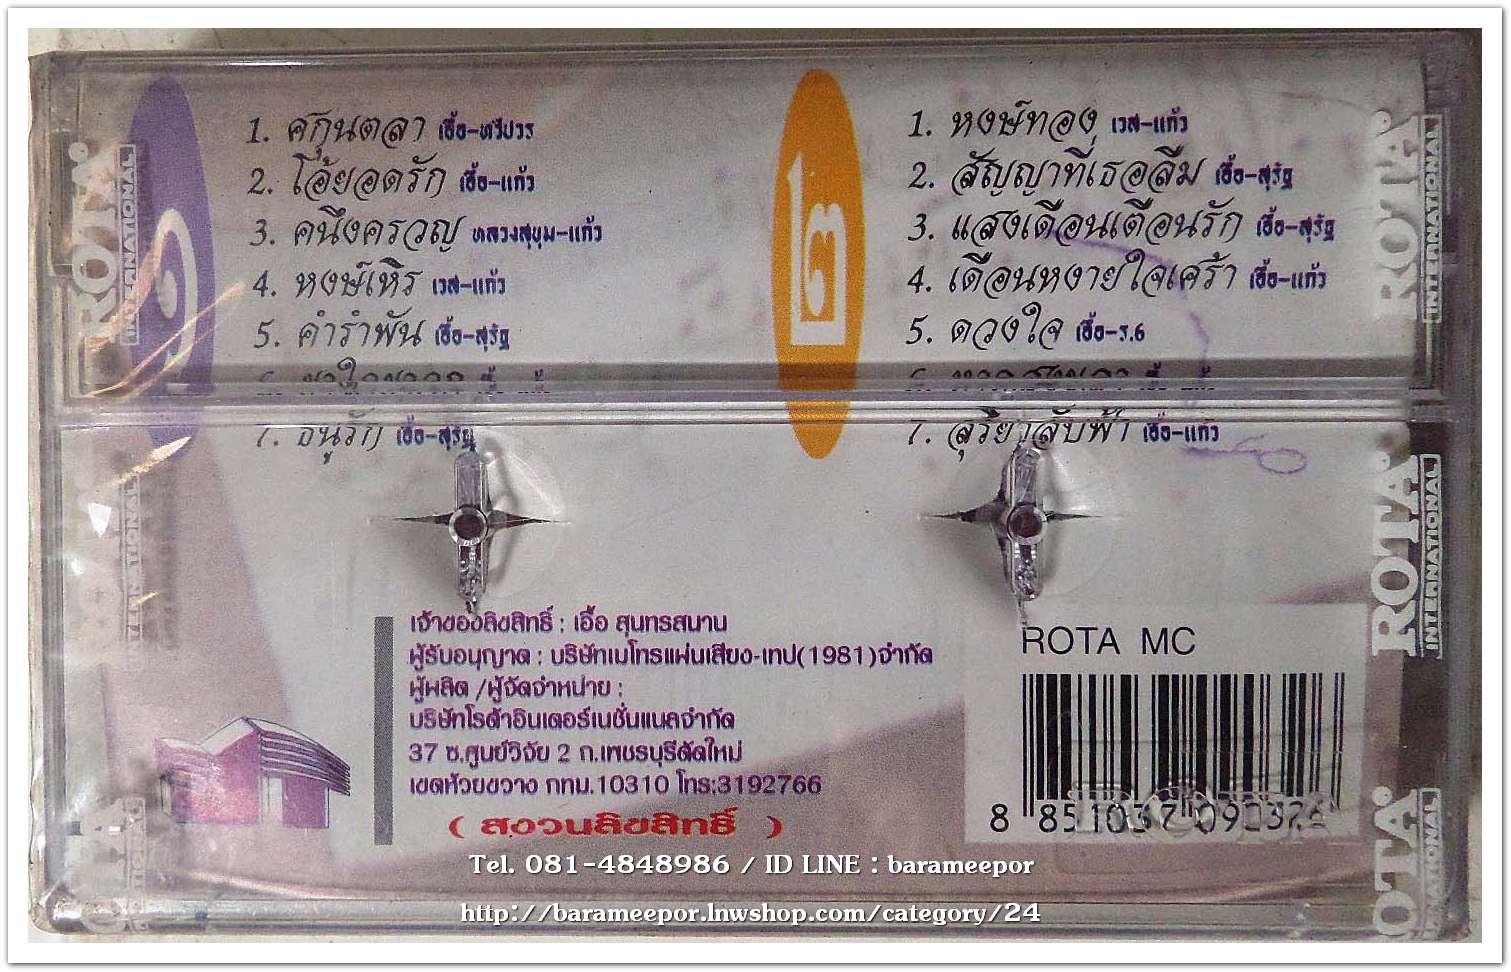 ๑
1. ศกุนตลา เอื้อ-ทวีปวร
2. โอ้ยอดรัก เอื้อ-แก้ว
3. คนึงครวญ หลวงสุขุม-แก้ว
4. หงษ์เหิร เวส-แก้ว
5. คำรำพัน เอื้อ-สุรัฐ
7. ธนูรัก เอื้อ-สุรัฐ
๒
1. หงษ์ทอง เวส-แก้ว
2. สัญญาที่เธอลืม เอื้อ-สุรัฐ
3. แสงเดือนเตือนรัก เอื้อ-สุรัฐ
4. เดือนหงายใจเศร้า เอื้อ-แก้ว
5. ดวงใจ เอื้อ-ร.6
7. สุริยาลับฟ้า เอื้อ-แก้ว
ROTA INTERNATIONAL
ROTA INTERNATIONAL
ROTA INTERNATIONAL
เจ้าของลิขสิทธิ์ : เอื้อ สุนทรสนาน
ผู้รับอนุญาต : บริษัทเมโทรแผ่นเสียง-เทป(1981)จำกัด
ผู้ผลิต /ผู้จัดจำหน่าย :
บริษัทโรต้าอินเตอร์เนชั่นแนลจำกัด
37 ซ.ศูนย์วิจัย 2 ถ.เพชรบุรีตัดใหม่
เขตห้วยขวาง กทม.10310 โทร:3192766
( สงวนลิขสิทธิ์ )
ROTA MC
8 851037 090376
Tel. 081-4848986 / ID LINE : barameepor
http://barameepor.lnwshop.com/category/24